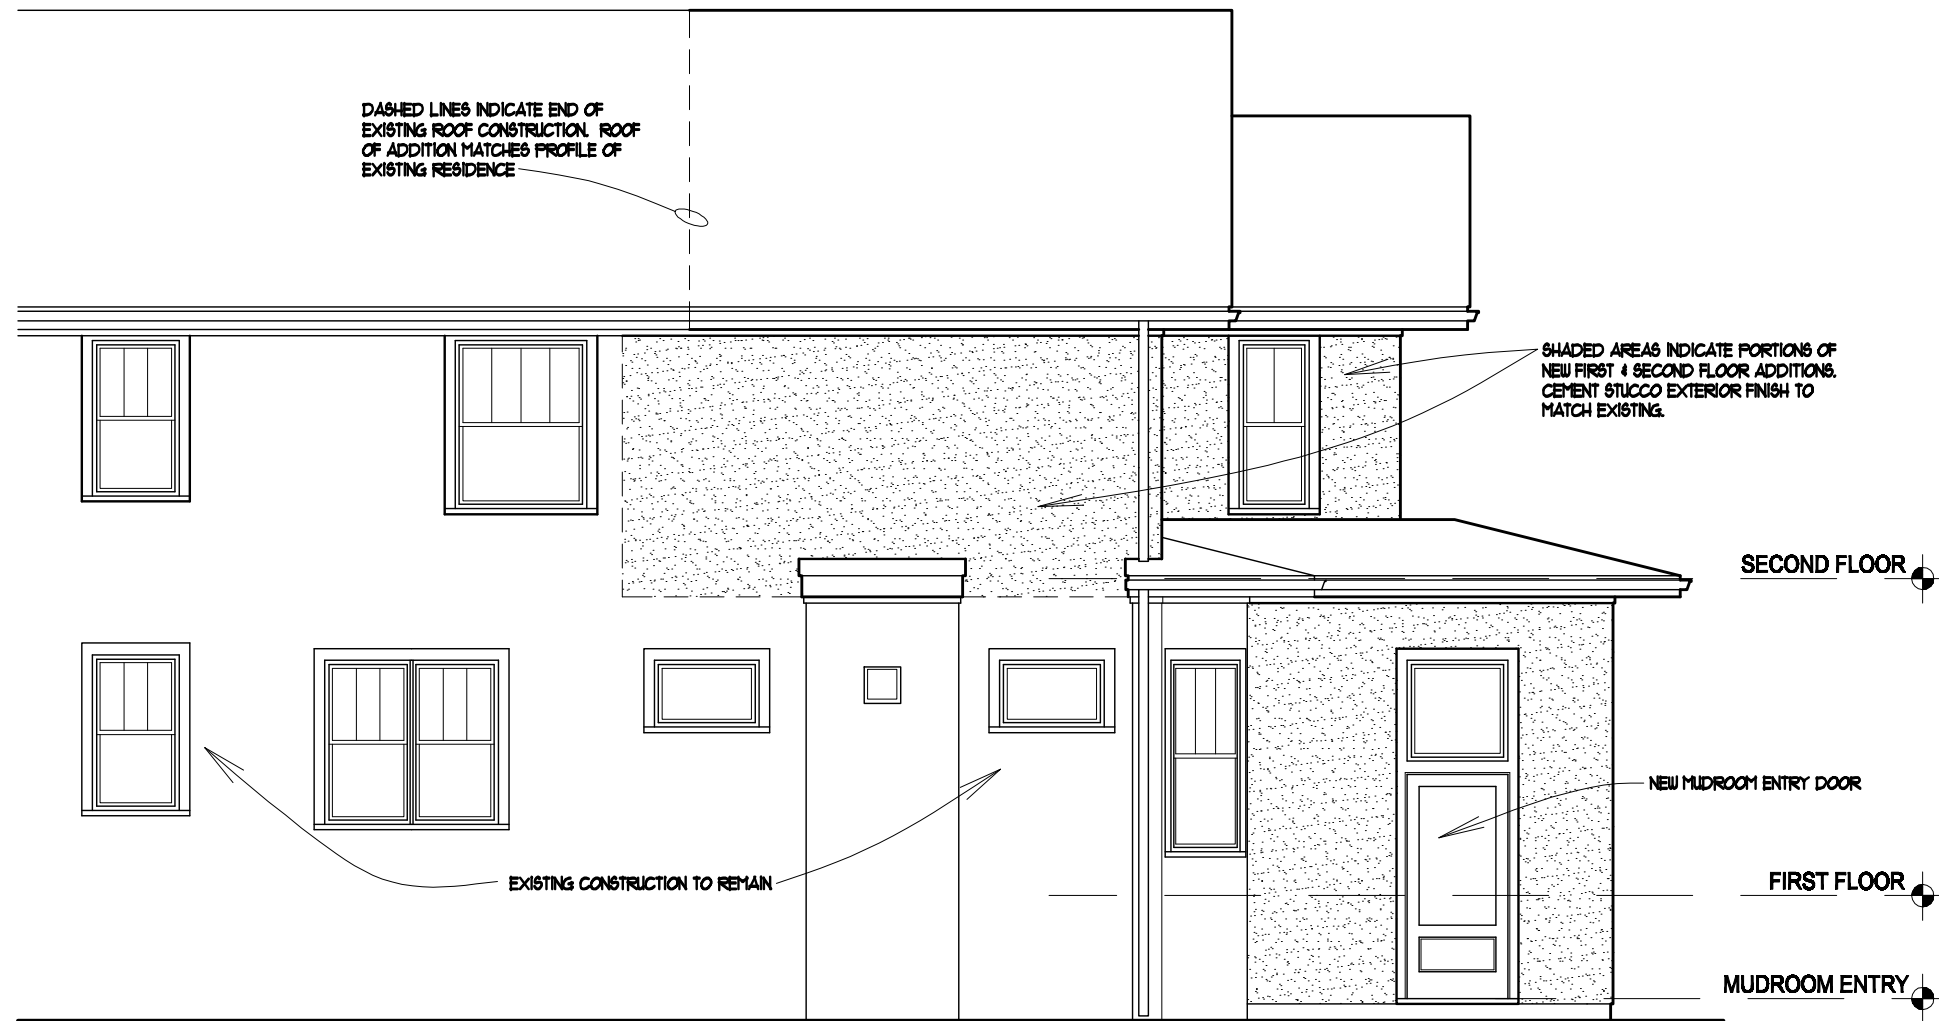 DASHED LINES INDICATE END OF
EXISTING ROOF CONSTRUCTION. ROOF
OF ADDITION MATCHES PROFILE OF
EXISTING RESIDENCE
SHADED AREAS INDICATE PORTIONS OF
NEW FIRST & SECOND FLOOR ADDITIONS.
CEMENT STUCCO EXTERIOR FINISH TO
MATCH EXISTING.
SECOND FLOOR
NEW MUDROOM ENTRY DOOR
EXISTING CONSTRUCTION TO REMAIN
FIRST FLOOR
MUDROOM ENTRY